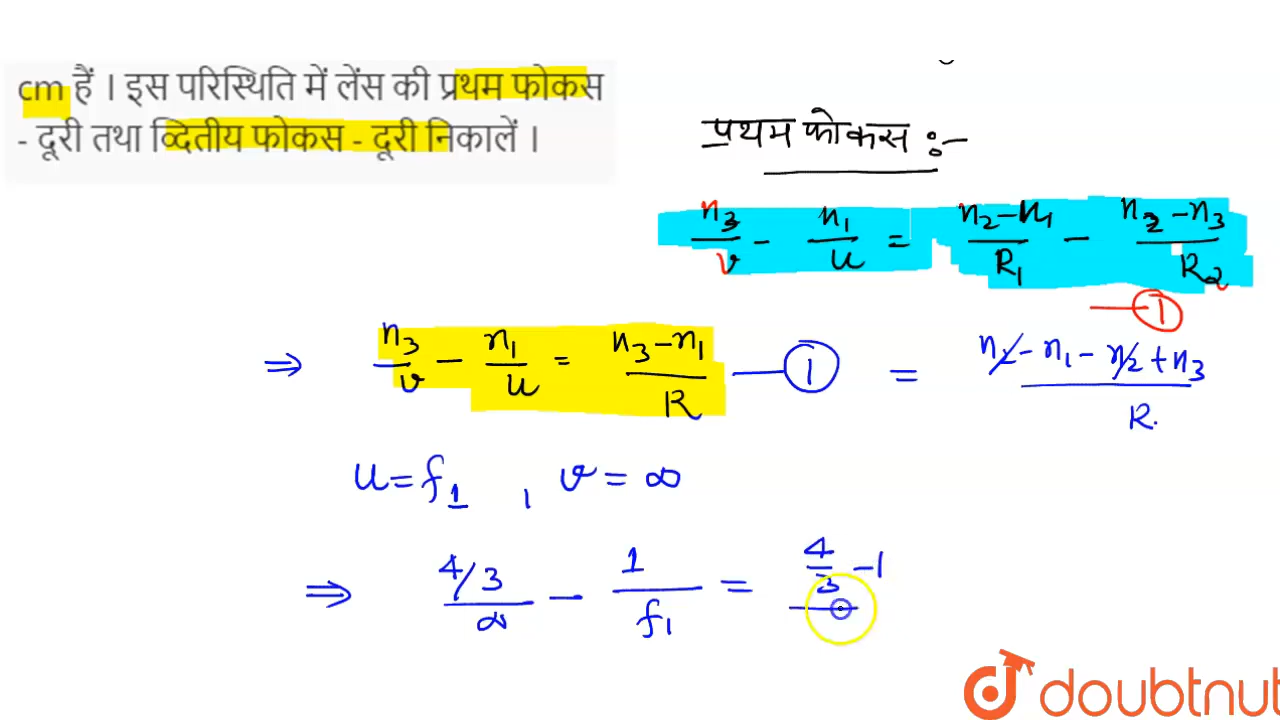 cm हैं । इस परिस्थिति में लेंस की प्रथम फोकस
- दूरी तथा व्दितीय फोकस - दूरी निकालें ।
प्रथम फोकस :-
n3/v - n1/u = n2-n1/R1 - n2-n3/R2
— 1
⇒ n3/v - n1/u = n3-n1/R — 1
= n2-n1-n2+n3/R.
u = f1 , v = ∞
⇒ 4/3/∞ - 1/f1 = 4/3 -1
doubtnut